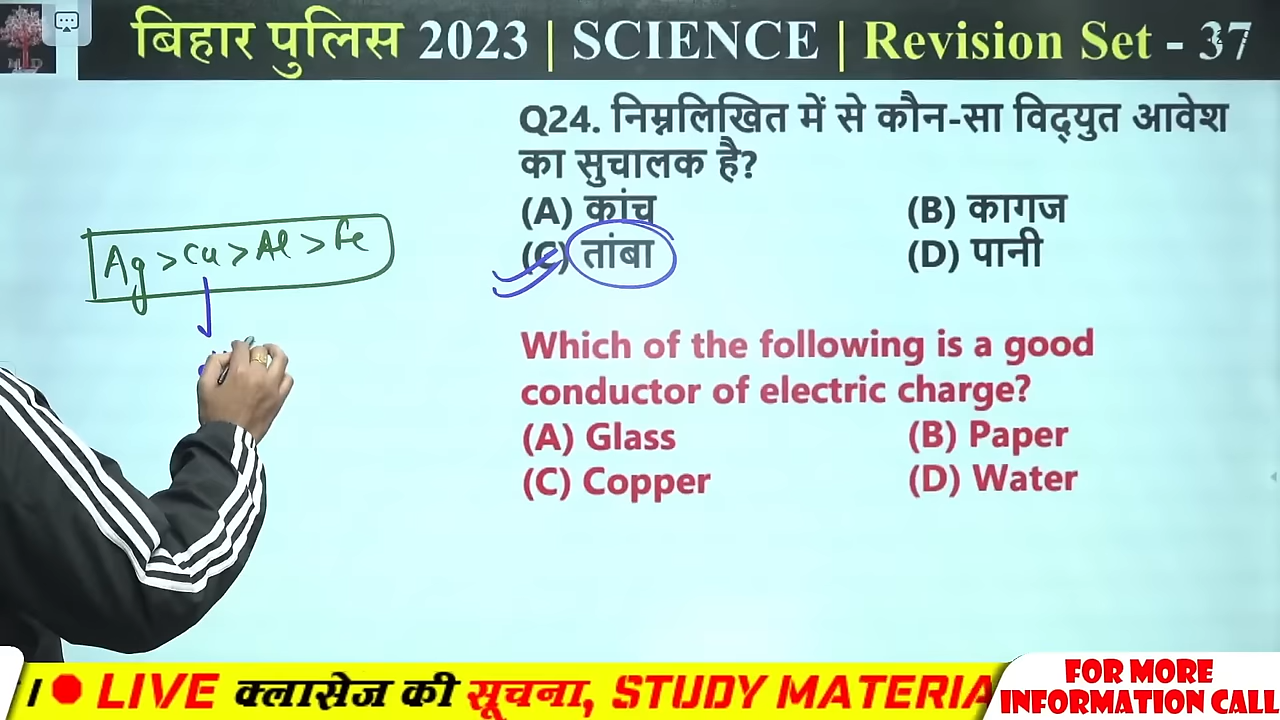 बिहार पुलिस 2023 | SCIENCE | Revision Set - 37
Q24. निम्नलिखित में से कौन-सा विद्युत आवेश
का सुचालक है?
(A) कांच (B) कागज
(C) तांबा (D) पानी
Ag > Cu > Al > Fe
Which of the following is a good
conductor of electric charge?
(A) Glass (B) Paper
(C) Copper (D) Water
LIVE क्लासेज की सूचना, STUDY MATERIA
FOR MORE
INFORMATION CALL